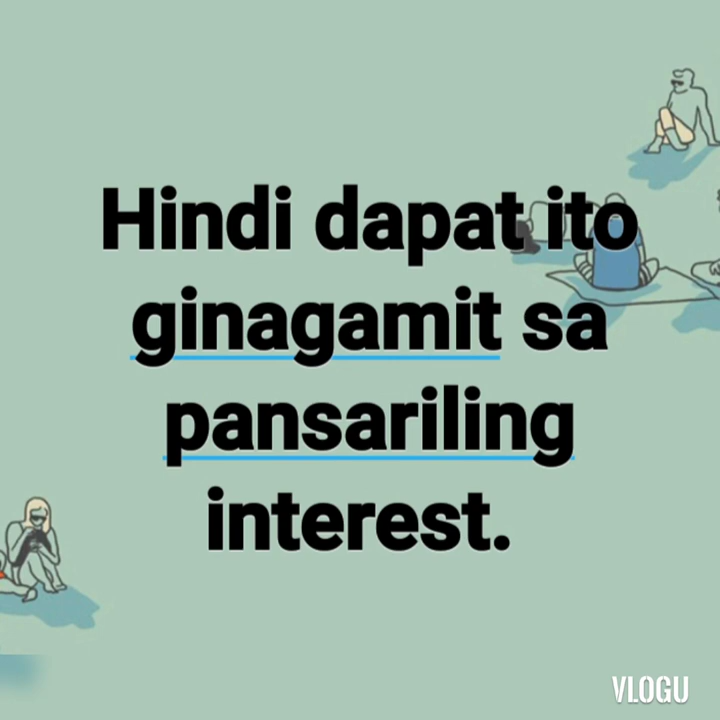 Hindi dapat ito
ginagamit sa
pansariling
interest.
VLOGU